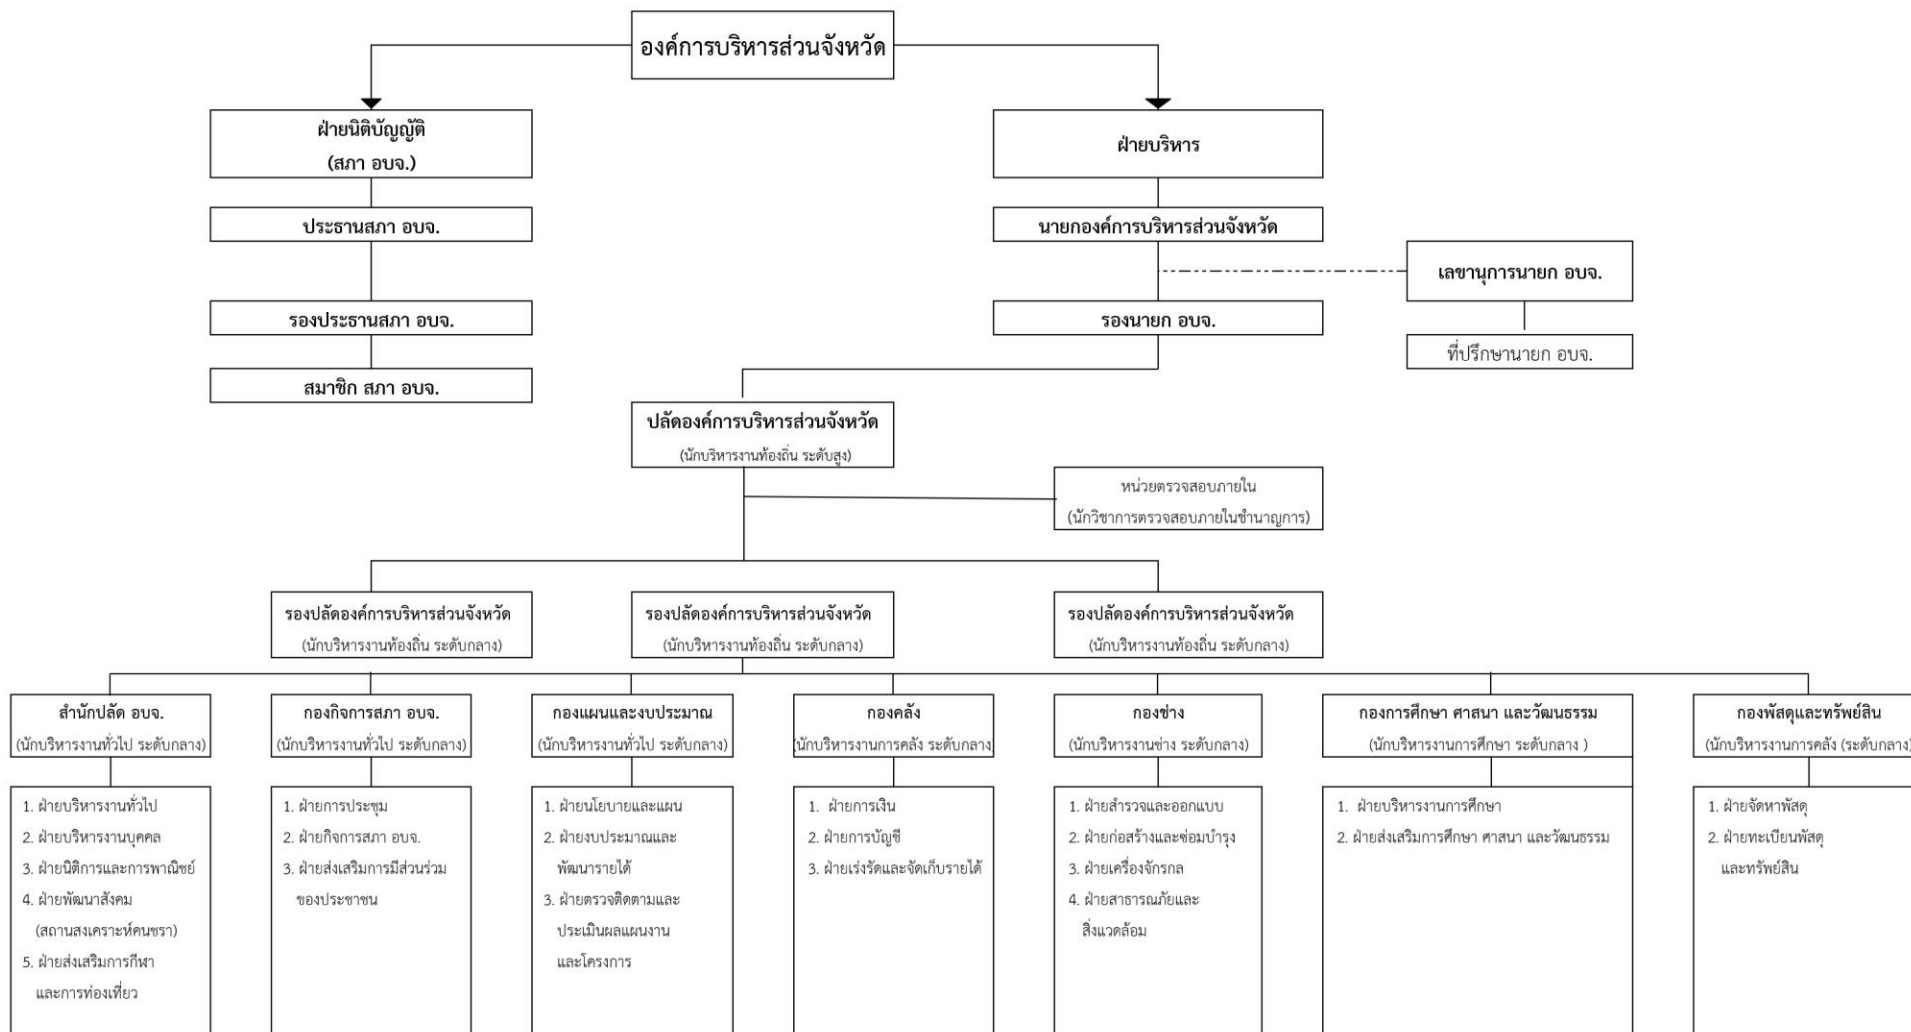 องค์การบริหารส่วนจังหวัด
ฝ่ายนิติบัญญัติ
(สภา อบจ.)
ฝ่ายบริหาร
ประธานสภา อบจ.
นายกองค์การบริหารส่วนจังหวัด
เลขานุการนายก อบจ.
รองประธานสภา อบจ.
รองนายก อบจ.
ที่ปรึกษานายก อบจ.
สมาชิก สภา อบจ.
ปลัดองค์การบริหารส่วนจังหวัด
(นักบริหารงานท้องถิ่น ระดับสูง)
หน่วยตรวจสอบภายใน
(นักวิชาการตรวจสอบภายในชำนาญการ)
รองปลัดองค์การบริหารส่วนจังหวัด
(นักบริหารงานท้องถิ่น ระดับกลาง)
รองปลัดองค์การบริหารส่วนจังหวัด
(นักบริหารงานท้องถิ่น ระดับกลาง)
รองปลัดองค์การบริหารส่วนจังหวัด
(นักบริหารงานท้องถิ่น ระดับกลาง)
สำนักปลัด อบจ.
(นักบริหารงานทั่วไป ระดับกลาง)
กองกิจการสภา อบจ.
(นักบริหารงานทั่วไป ระดับกลาง)
กองแผนและงบประมาณ
(นักบริหารงานทั่วไป ระดับกลาง)
กองคลัง
(นักบริหารงานการคลัง ระดับกลาง
กองช่าง
(นักบริหารงานช่าง ระดับกลาง)
กองการศึกษา ศาสนา และวัฒนธรรม
(นักบริหารงานการศึกษา ระดับกลาง )
กองพัสดุและทรัพย์สิน
(นักบริหารงานการคลัง (ระดับกลาง)
1. ฝ่ายบริหารงานทั่วไป
2. ฝ่ายบริหารงานบุคคล
3. ฝ่ายนิติการและการพาณิชย์
4. ฝ่ายพัฒนาสังคม
(สถานสงเคราะห์คนชรา)
5. ฝ่ายส่งเสริมการกีฬา
และการท่องเที่ยว
1. ฝ่ายการประชุม
2. ฝ่ายกิจการสภา อบจ.
3. ฝ่ายส่งเสริมการมีส่วนร่วม
ของประชาชน
1. ฝ่ายนโยบายและแผน
2. ฝ่ายงบประมาณและ
พัฒนารายได้
3. ฝ่ายตรวจติดตามและ
ประเมินผลแผนงาน
และโครงการ
1. ฝ่ายการเงิน
2. ฝ่ายการบัญชี
3. ฝ่ายเร่งรัดและจัดเก็บรายได้
1. ฝ่ายสำรวจและออกแบบ
2. ฝ่ายก่อสร้างและซ่อมบำรุง
3. ฝ่ายเครื่องจักรกล
4. ฝ่ายสาธารณภัยและ
สิ่งแวดล้อม
1. ฝ่ายบริหารงานการศึกษา
2. ฝ่ายส่งเสริมการศึกษา ศาสนา และวัฒนธรรม
1. ฝ่ายจัดหาพัสดุ
2. ฝ่ายทะเบียนพัสดุ
และทรัพย์สิน